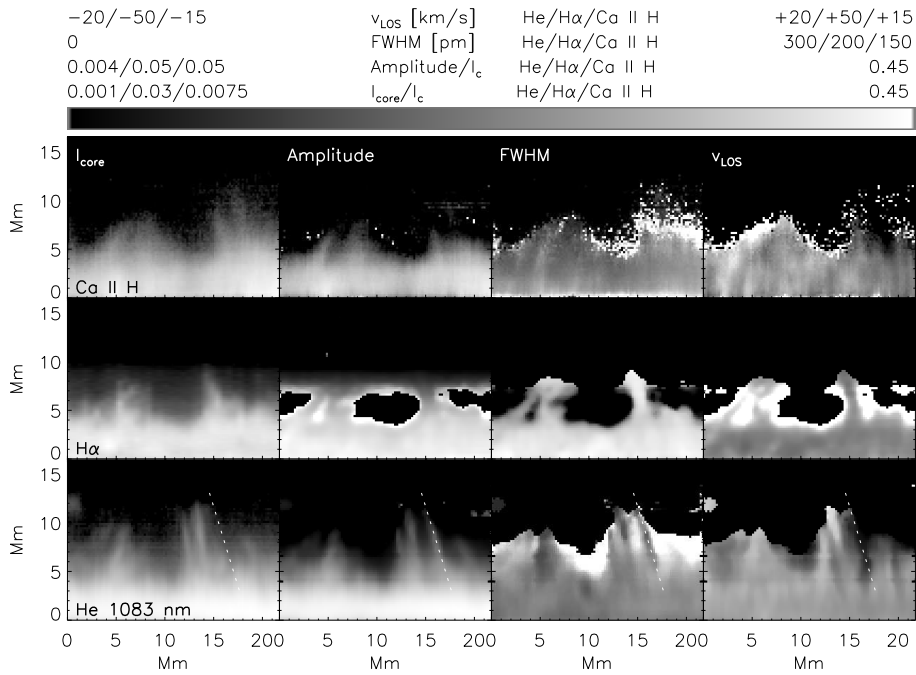 −20/−50/−15 v_LOS [km/s] He/Hα/Ca II H +20/+50/+15
0 FWHM [pm] He/Hα/Ca II H 300/200/150
0.004/0.05/0.05 Amplitude/I_c He/Hα/Ca II H 0.45
0.001/0.03/0.0075 I_core/I_c He/Hα/Ca II H 0.45
15
I_core Amplitude FWHM v_LOS
10
Mm
5
Ca II H
0
15
10
Mm
5
Hα
0
15
10
Mm
5
He 1083 nm
0
0 5 10 15 20 0 5 10 15 20 0 5 10 15 20 0 5 10 15 20
Mm Mm Mm Mm